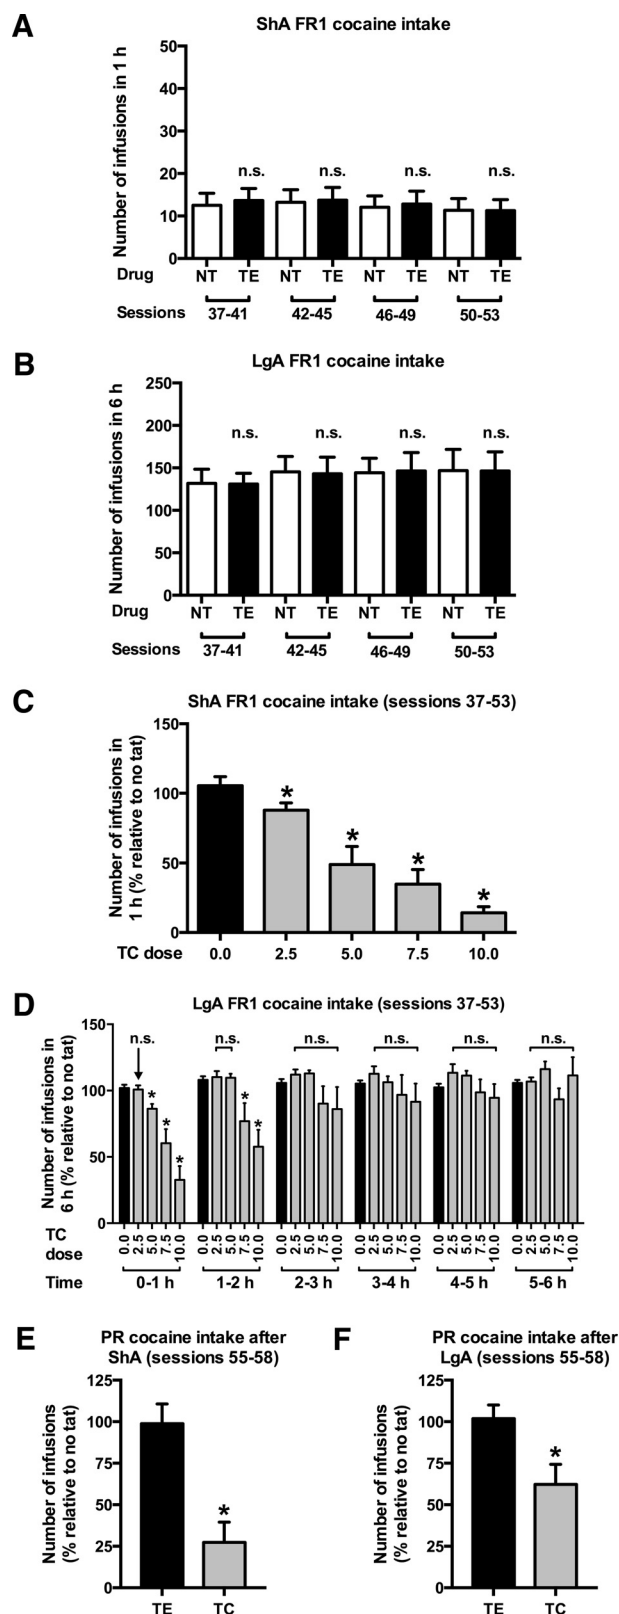 A
ShA FR1 cocaine intake
Number of infusions in 1 h
50
40
30
20
10
0
n.s. n.s. n.s. n.s.
Drug NT TE NT TE NT TE NT TE
Sessions 37-41 42-45 46-49 50-53
B
LgA FR1 cocaine intake
Number of infusions in 6 h
250
200
150
100
50
0
n.s. n.s. n.s. n.s.
Drug NT TE NT TE NT TE NT TE
Sessions 37-41 42-45 46-49 50-53
C
ShA FR1 cocaine intake (sessions 37-53)
Number of infusions in
1 h (% relative to no tat)
150
100
50
0
* * * *
TC dose 0.0 2.5 5.0 7.5 10.0
D
LgA FR1 cocaine intake (sessions 37-53)
Number of infusions in
6 h (% relative to no tat)
150
100
50
0
n.s. n.s. n.s. n.s. n.s. n.s.
* * * * *
TC
dose
0.0 2.5 5.0 7.5 10.0 0.0 2.5 5.0 7.5 10.0 0.0 2.5 5.0 7.5 10.0 0.0 2.5 5.0 7.5 10.0 0.0 2.5 5.0 7.5 10.0 0.0 2.5 5.0 7.5 10.0
Time 0-1 h 1-2 h 2-3 h 3-4 h 4-5 h 5-6 h
E
PR cocaine intake after
ShA (sessions 55-58)
Number of infusions
(% relative to no tat)
125
100
75
50
25
0
*
TE TC
F
PR cocaine intake after
LgA (sessions 55-58)
Number of infusions
(% relative to no tat)
125
100
75
50
25
0
*
TE TC